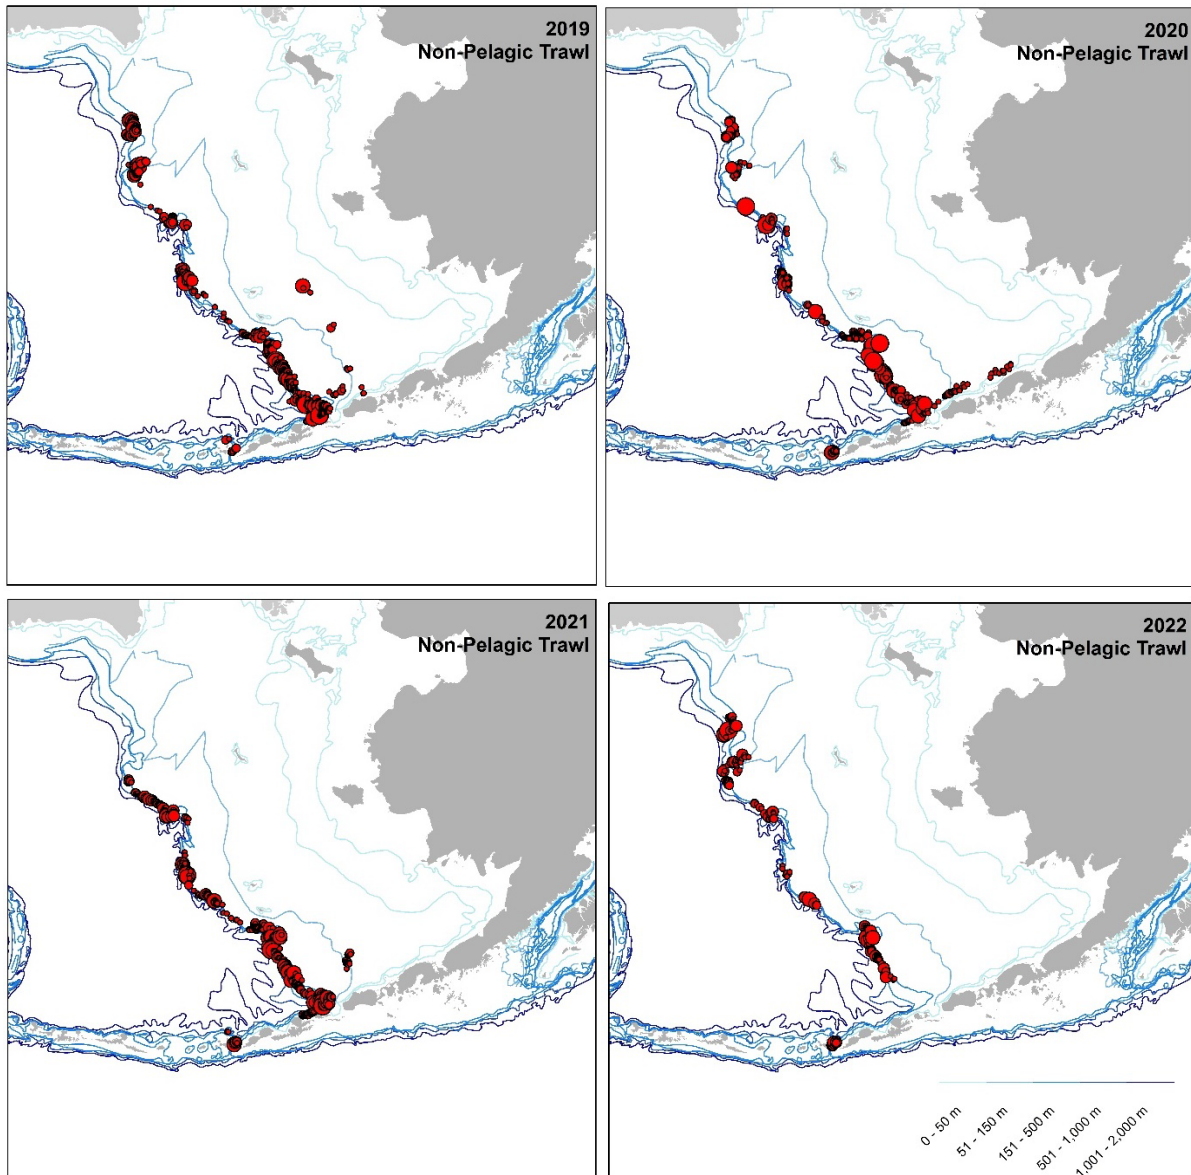 2019
Non-Pelagic Trawl
2020
Non-Pelagic Trawl
2021
Non-Pelagic Trawl
2022
Non-Pelagic Trawl
0 - 50 m
51 - 150 m
151 - 500 m
501 - 1,000 m
1,001 - 2,000 m